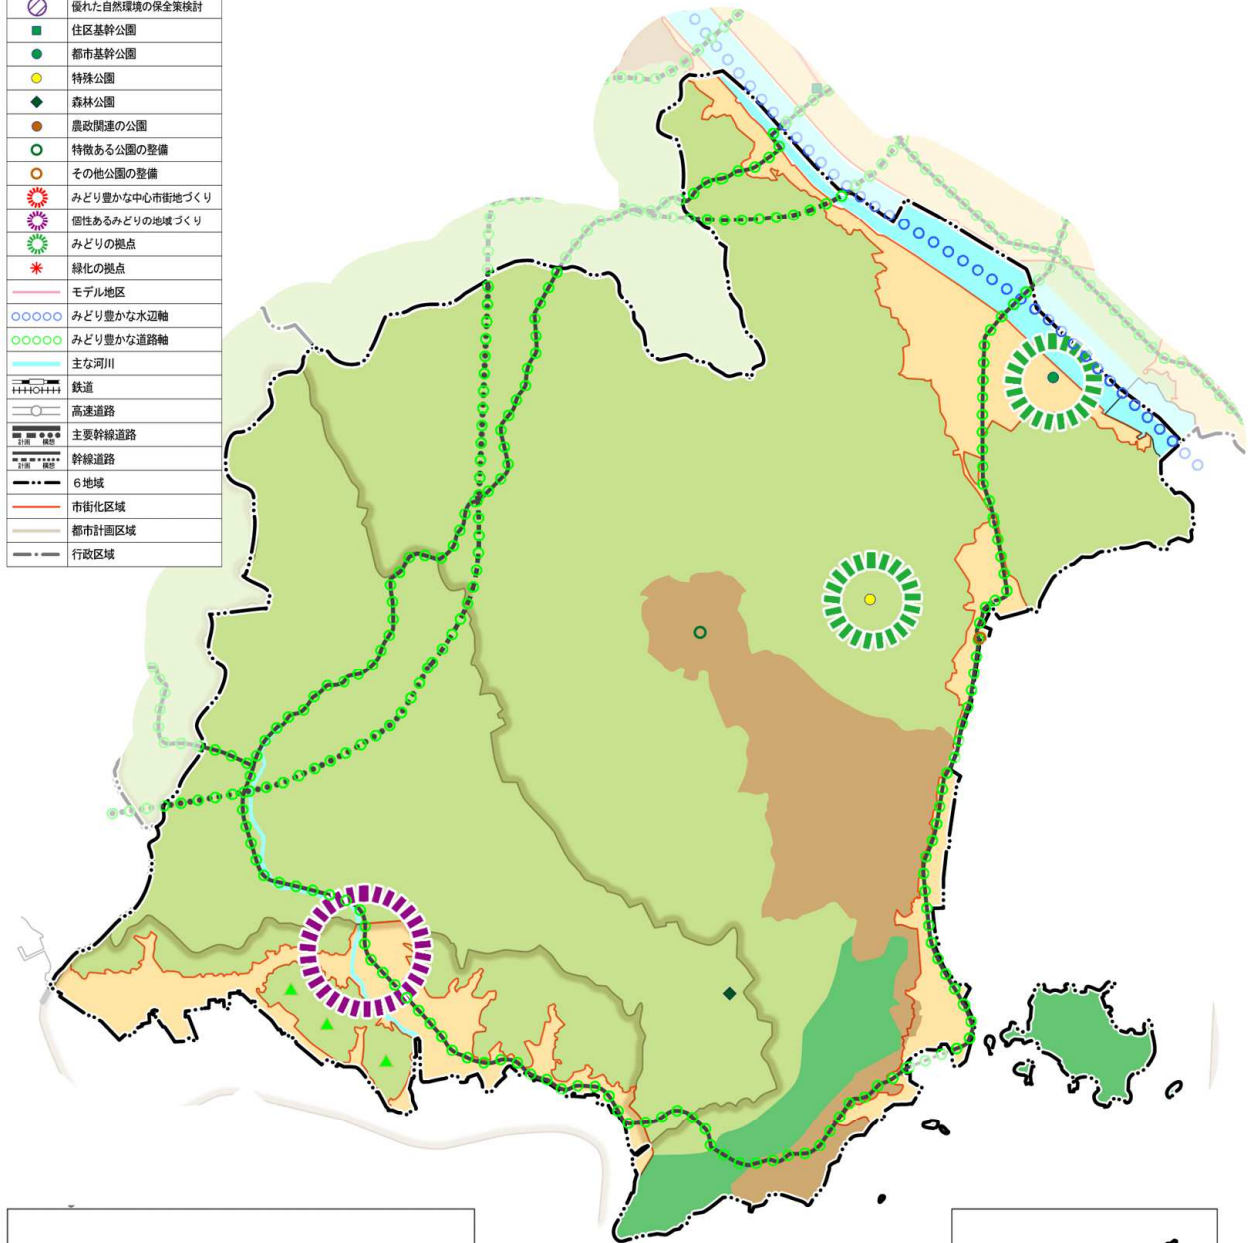 優れた自然環境の保全策検討
住区基幹公園
都市基幹公園
特殊公園
森林公園
農政関連の公園
特徴ある公園の整備
その他公園の整備
みどり豊かな中心市街地づくり
個性あるみどりの地域づくり
みどりの拠点
緑化の拠点
モデル地区
みどり豊かな水辺軸
みどり豊かな道路軸
主な河川
鉄道
高速道路
主要幹線道路
計画 構想
幹線道路
計画 構想
6地域
市街化区域
都市計画区域
行政区域